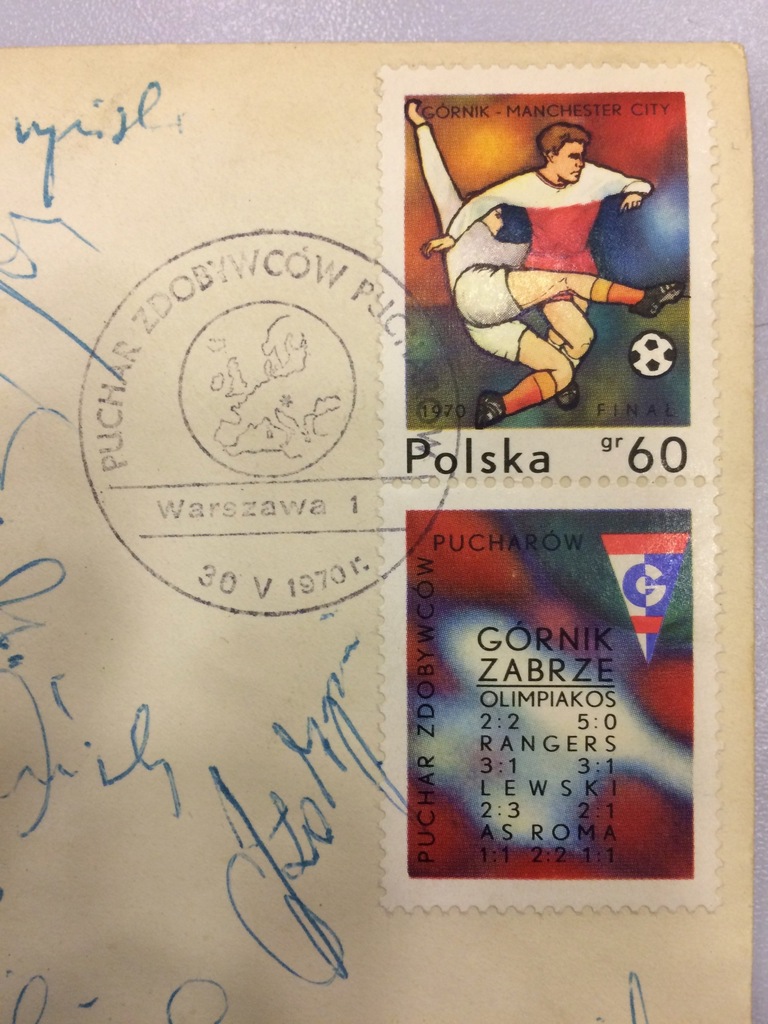 GÓRNIK - MANCHESTER CITY
1970 FINAŁ
Polska gr 60
PUCHAR ZDOBYWCÓW PUCHARÓW
Warszawa 1
30 V 1970 r.
PUCHAR ZDOBYWCÓW
PUCHARÓW
G
GÓRNIK
ZABRZE
OLIMPIAKOS
2:2 5:0
RANGERS
3:1 3:1
LEWSKI
2:3 2:1
AS ROMA
1:1 2:2 1:1